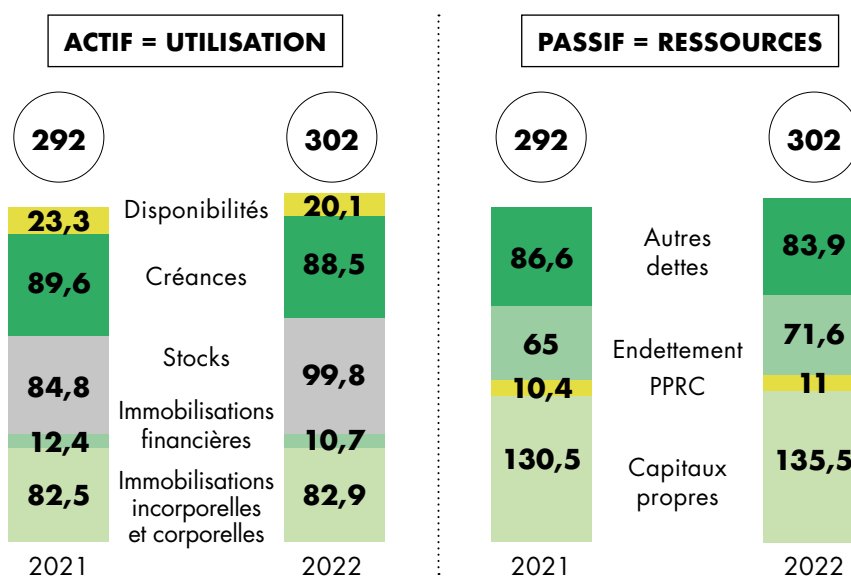 ACTIF = UTILISATION
292
302
23,3
Disponibilités
20,1
89,6
Créances
88,5
84,8
Stocks
99,8
12,4
Immobilisations
financières
10,7
82,5
Immobilisations
incorporelles
et corporelles
82,9
2021
2022
PASSIF = RESSOURCES
292
302
86,6
Autres
dettes
83,9
65
Endettement
71,6
10,4
PPRC
11
130,5
Capitaux
propres
135,5
2021
2022